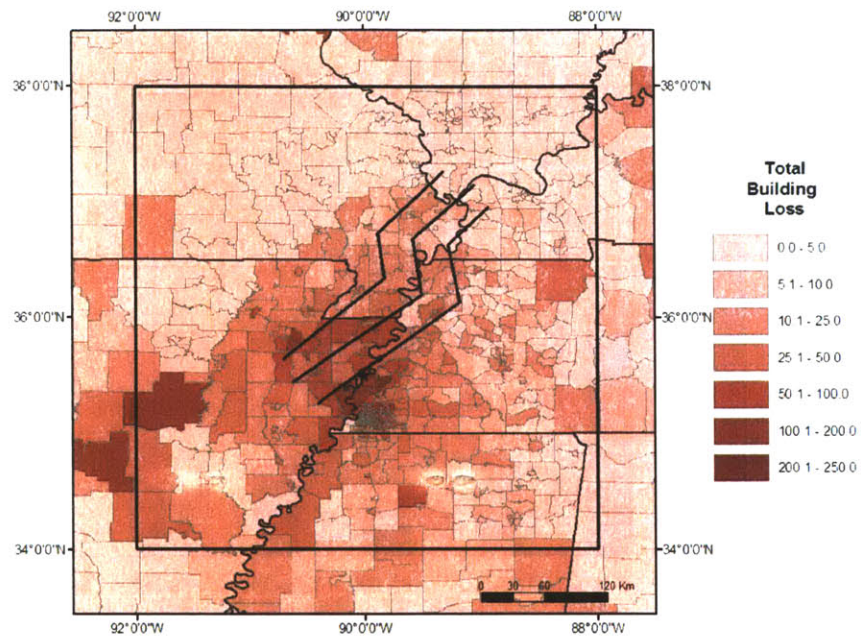 92°0'0"W 90°0'0"W 88°0'0"W
38°0'0"N 38°0'0"N
Total
Building
Loss
0.0 - 5.0
5.1 - 10.0
10.1 - 25.0
25.1 - 50.0
50.1 - 100.0
100.1 - 200.0
200.1 - 250.0
36°0'0"N 36°0'0"N
34°0'0"N 34°0'0"N
0 30 60 120 Km
92°0'0"W 90°0'0"W 88°0'0"W